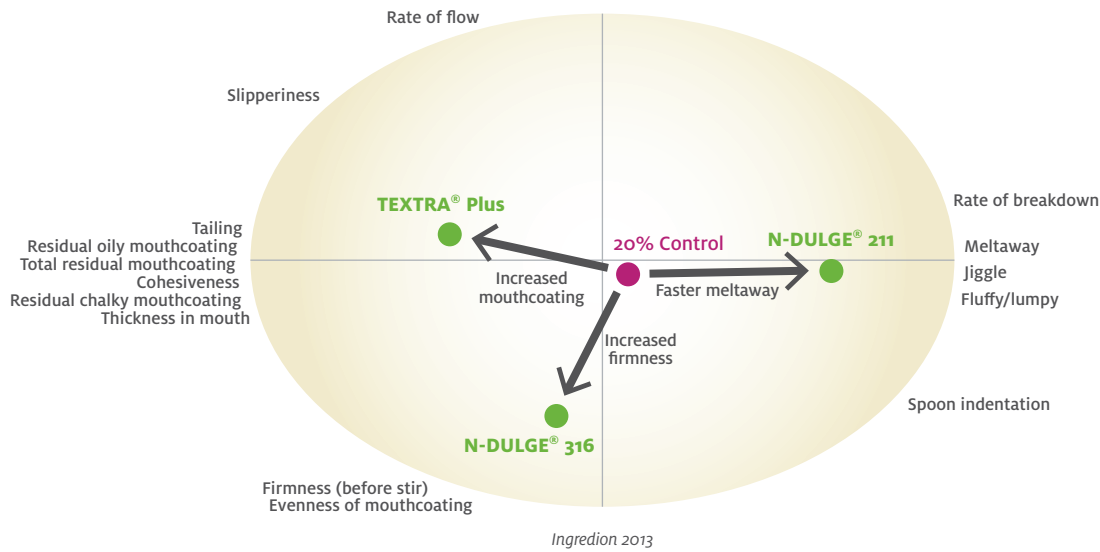 Rate of flow
Slipperiness
TEXTRA® Plus
Rate of breakdown
Tailing
Residual oily mouthcoating
Total residual mouthcoating
Cohesiveness
Residual chalky mouthcoating
Thickness in mouth
20% Control
N-DULGE® 211
Meltaway
Jiggle
Fluffy/lumpy
Increased
mouthcoating
Faster meltaway
Increased
firmness
Spoon indentation
N-DULGE® 316
Firmness (before stir)
Evenness of mouthcoating
Ingredion 2013